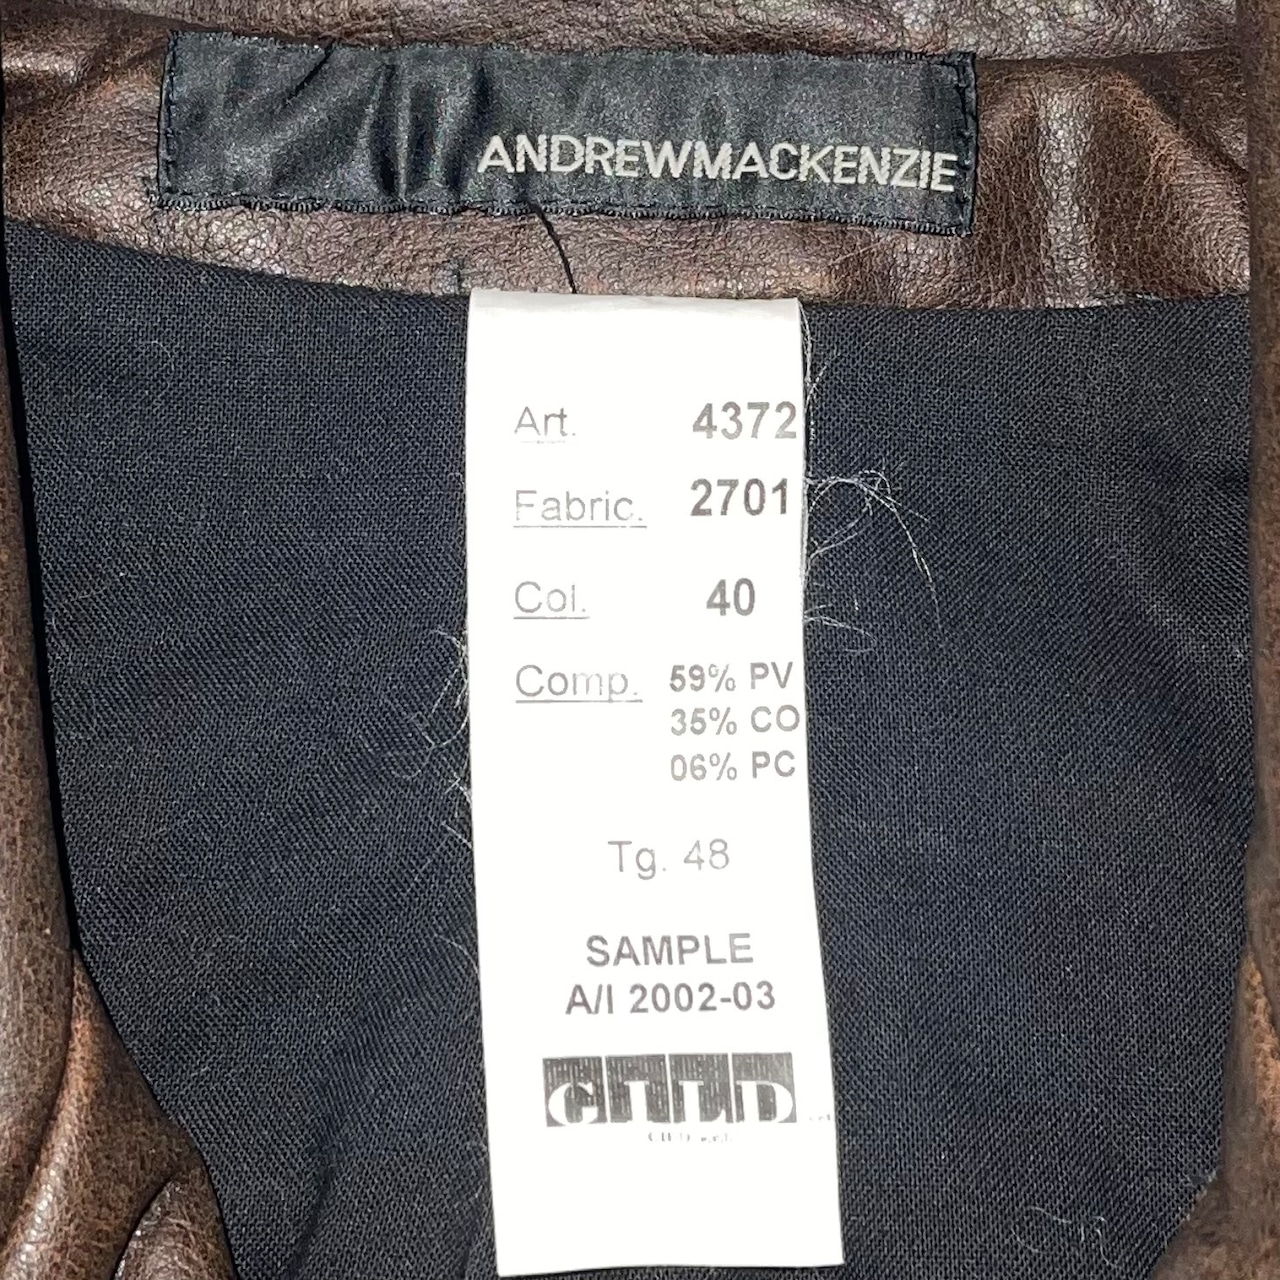 ANDREWMACKENZIE
Art. 4372
Fabric. 2701
Col. 40
Comp. 59% PV
35% CO
06% PC
Tg. 48
SAMPLE
A/I 2002-03